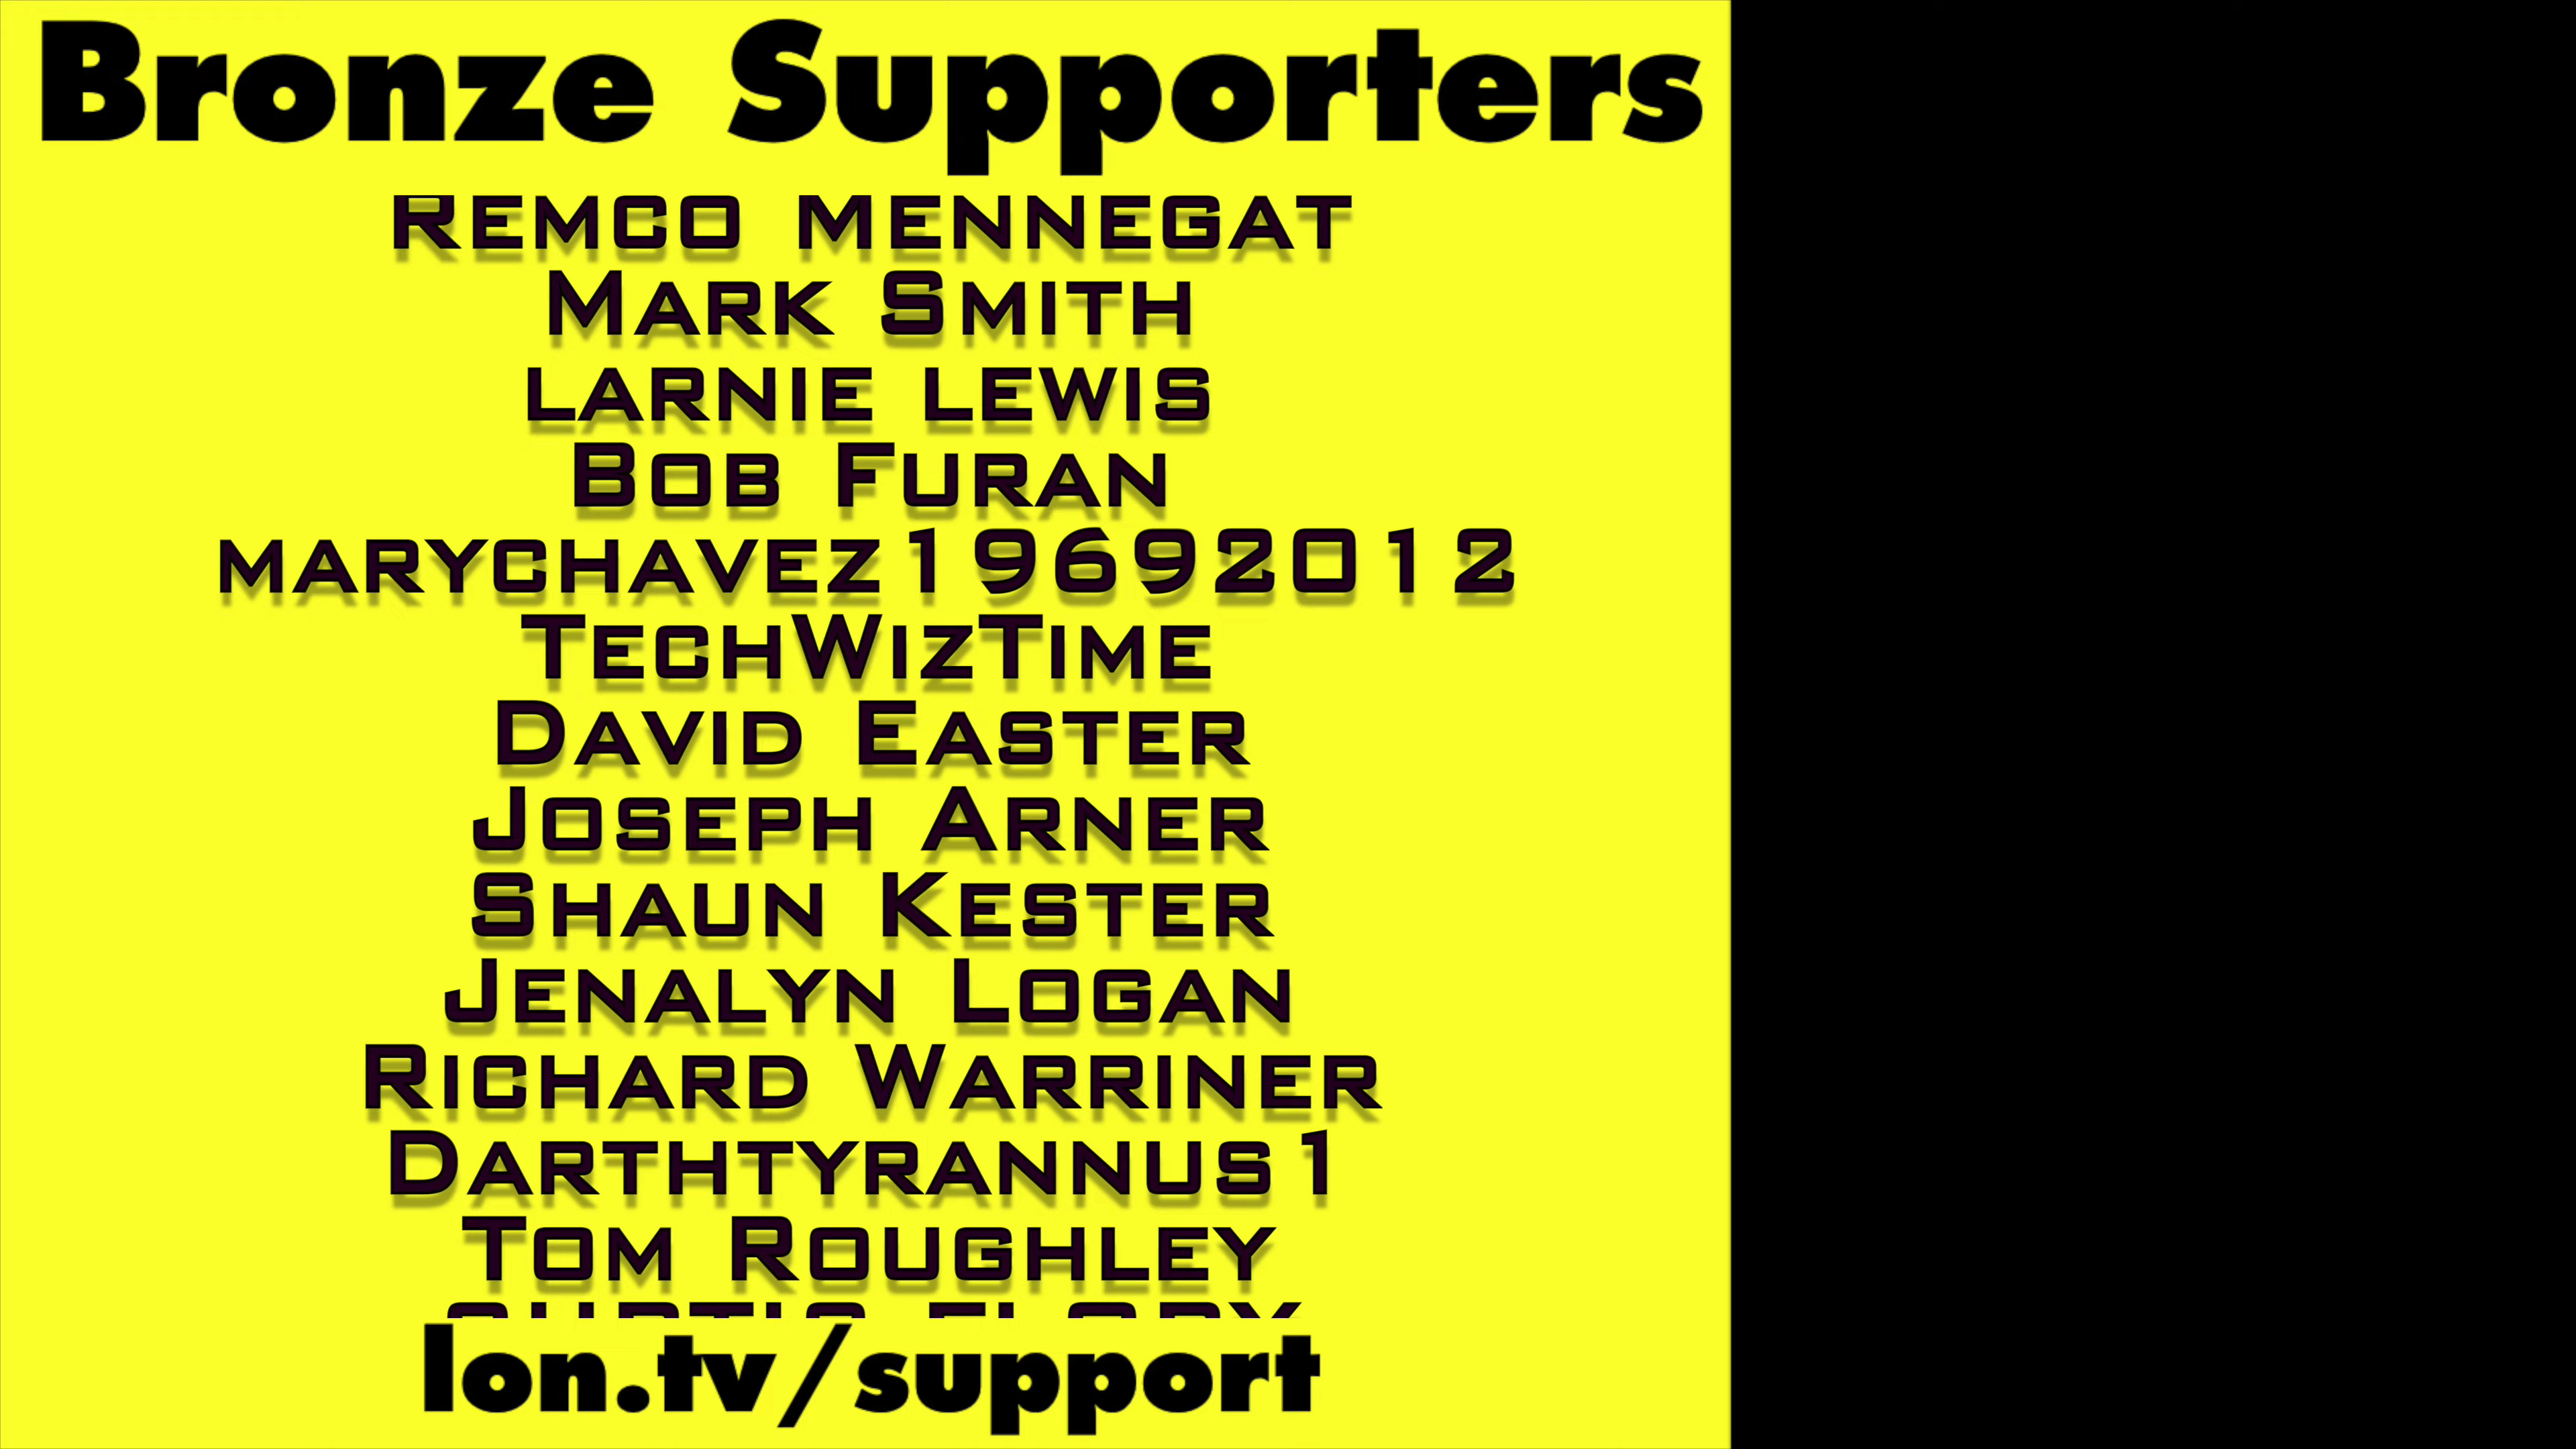 Bronze Supporters
Remco Mennegat
Mark Smith
larnie lewis
Bob Furan
marychavez19692012
TechWizTime
David Easter
Joseph Arner
Shaun Kester
Jenalyn Logan
Richard Warriner
Darthtyrannus1
Tom Roughley
lon.tv/support